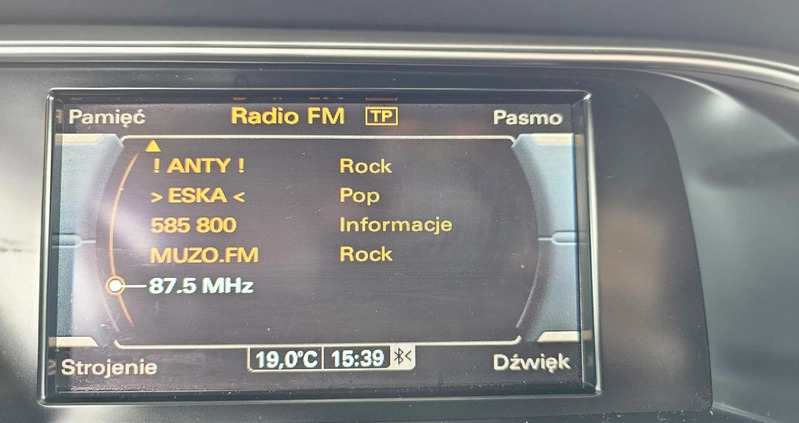 Pamięć Radio FM TP Pasmo
! ANTY ! Rock
> ESKA < Pop
585 800 Informacje
MUZO.FM Rock
87.5 MHz
Strojenie 19,0°C 15:39 Dźwięk